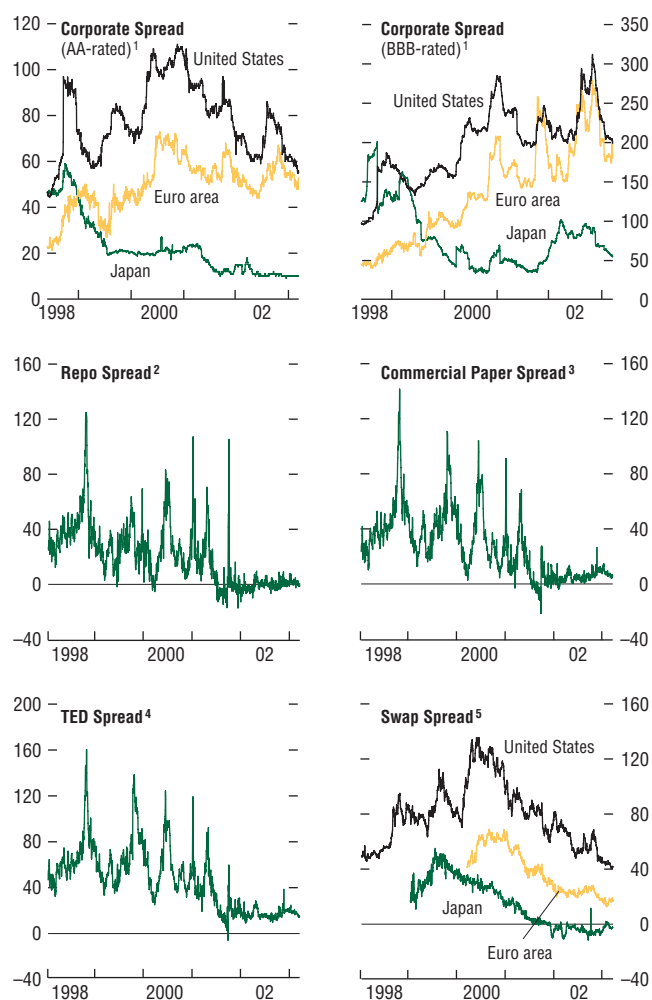 Corporate Spread
(AA-rated)¹
120
100
80
60
40
20
0
United States
Euro area
Japan
1998 2000 02
Corporate Spread
(BBB-rated)¹
350
300
250
200
150
100
50
0
United States
Euro area
Japan
1998 2000 02
Repo Spread²
160
120
80
40
0
–40
1998 2000 02
Commercial Paper Spread³
160
120
80
40
0
–40
1998 2000 02
TED Spread⁴
200
160
120
80
40
0
–40
1998 2000 02
Swap Spread⁵
160
120
80
40
0
–40
United States
Japan
Euro area
1998 2000 02